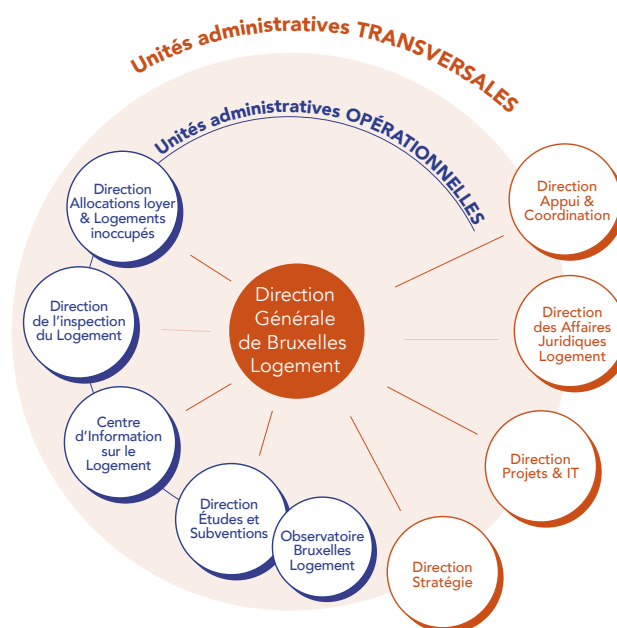 Unités administratives TRANSVERSALES
Unités administratives OPÉRATIONNELLES
Direction
Allocations loyer
& Logements
inoccupés
Direction
de l'inspection
du Logement
Centre
d'Information
sur le
Logement
Direction
Études et
Subventions
Observatoire
Bruxelles
Logement
Direction
Générale
de Bruxelles
Logement
Direction
Appui &
Coordination
Direction
des Affaires
Juridiques
Logement
Direction
Projets & IT
Direction
Stratégie